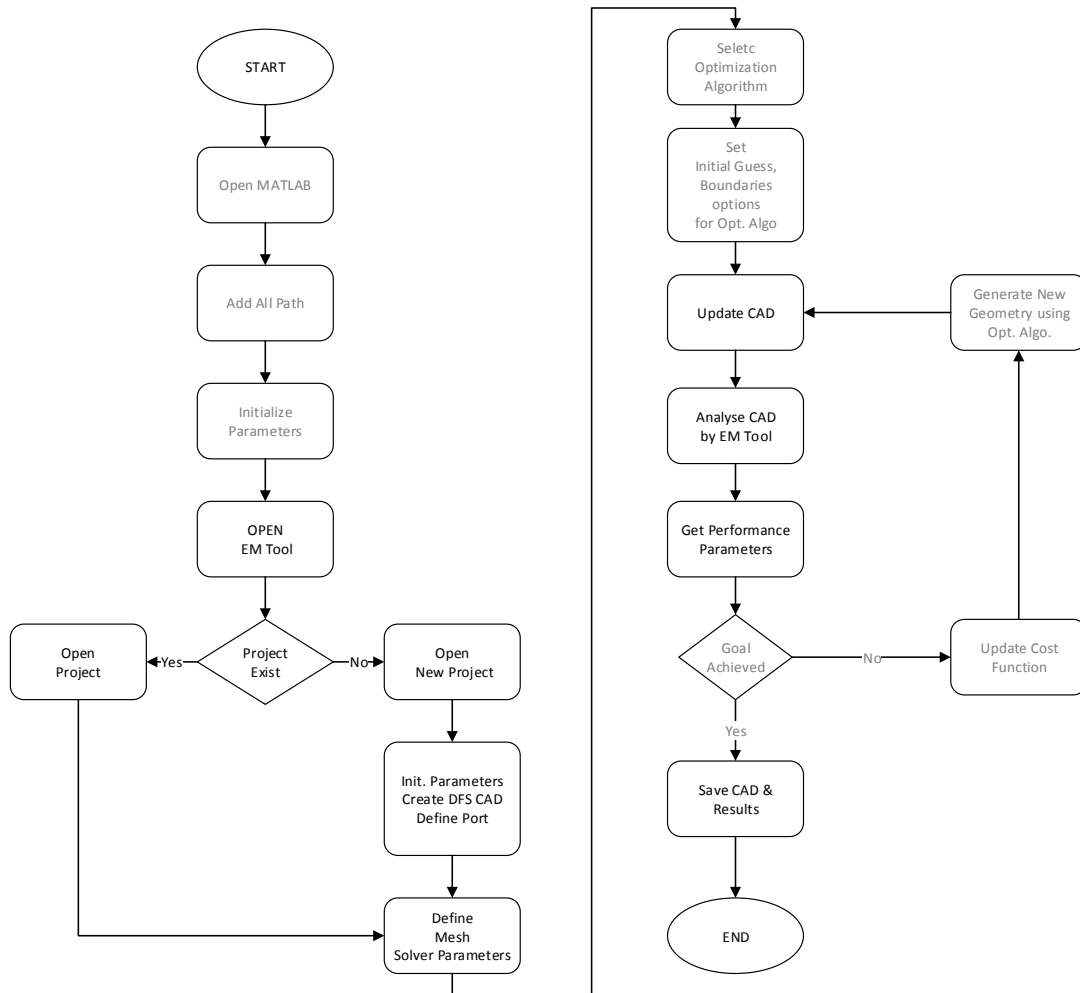 START
Open MATLAB
Add All Path
Initialize
Parameters
OPEN
EM Tool
Project
Exist
Yes
No
Open
Project
Open
New Project
Init. Parameters
Create DFS CAD
Define Port
Define
Mesh
Solver Parameters
Seletc
Optimization
Algorithm
Set
Initial Guess,
Boundaries
options
for Opt. Algo
Update CAD
Generate New
Geometry using
Opt. Algo.
Analyse CAD
by EM Tool
Get Performance
Parameters
Goal
Achieved
No
Update Cost
Function
Yes
Save CAD &
Results
END